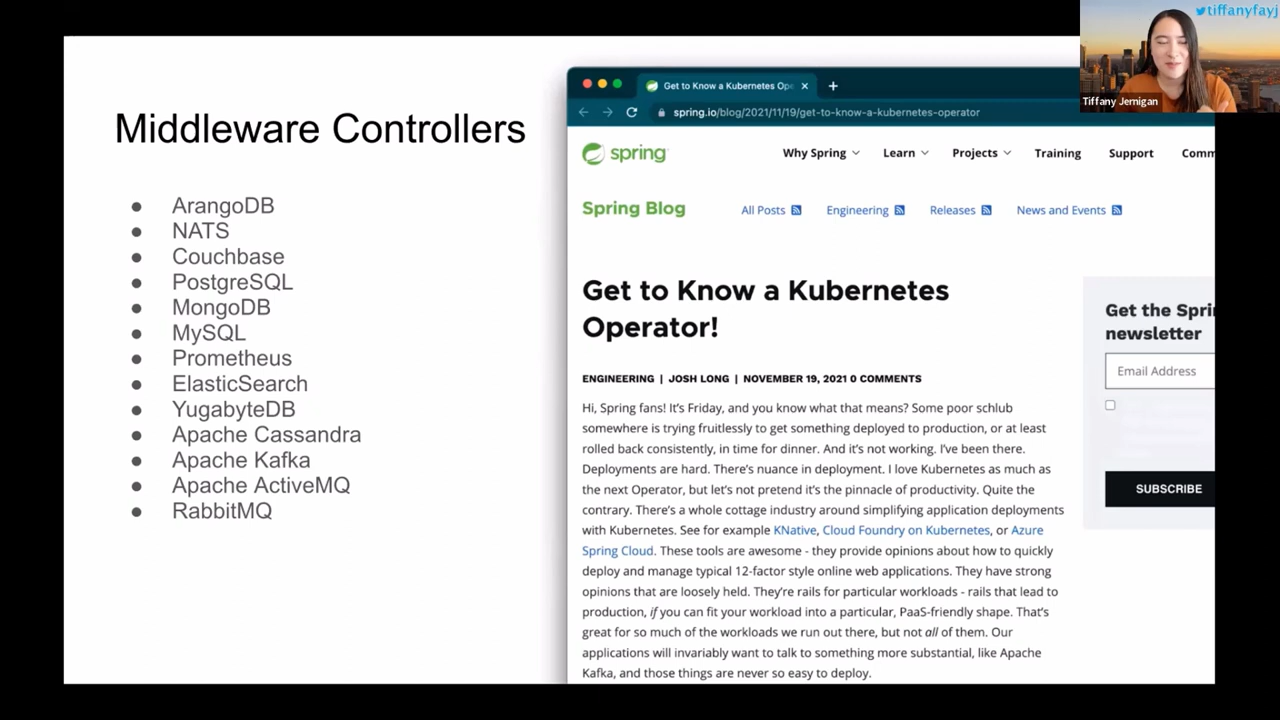 tiffanyfayj
Tiffany Jernigan
Middleware Controllers
● ArangoDB
● NATS
● Couchbase
● PostgreSQL
● MongoDB
● MySQL
● Prometheus
● ElasticSearch
● YugabyteDB
● Apache Cassandra
● Apache Kafka
● Apache ActiveMQ
● RabbitMQ
Get to Know a Kubernetes Ope
spring.io/blog/2021/11/19/get-to-know-a-kubernetes-operator
spring
Why Spring Learn Projects Training Support Comm
Spring Blog
All Posts Engineering Releases News and Events
Get to Know a Kubernetes
Operator!
ENGINEERING | JOSH LONG | NOVEMBER 19, 2021 0 COMMENTS
Hi, Spring fans! It's Friday, and you know what that means? Some poor schlub
somewhere is trying fruitlessly to get something deployed to production, or at least
rolled back consistently, in time for dinner. And it's not working. I've been there.
Deployments are hard. There's nuance in deployment. I love Kubernetes as much as
the next Operator, but let's not pretend it's the pinnacle of productivity. Quite the
contrary. There's a whole cottage industry around simplifying application deployments
with Kubernetes. See for example KNative, Cloud Foundry on Kubernetes, or Azure
Spring Cloud. These tools are awesome - they provide opinions about how to quickly
deploy and manage typical 12-factor style online web applications. They have strong
opinions that are loosely held. They're rails for particular workloads - rails that lead to
production, if you can fit your workload into a particular, PaaS-friendly shape. That's
great for so much of the workloads we run out there, but not all of them. Our
applications will invariably want to talk to something more substantial, like Apache
Kafka, and those things are never so easy to deploy.
Get the Spri
newsletter
Email Address
SUBSCRIBE